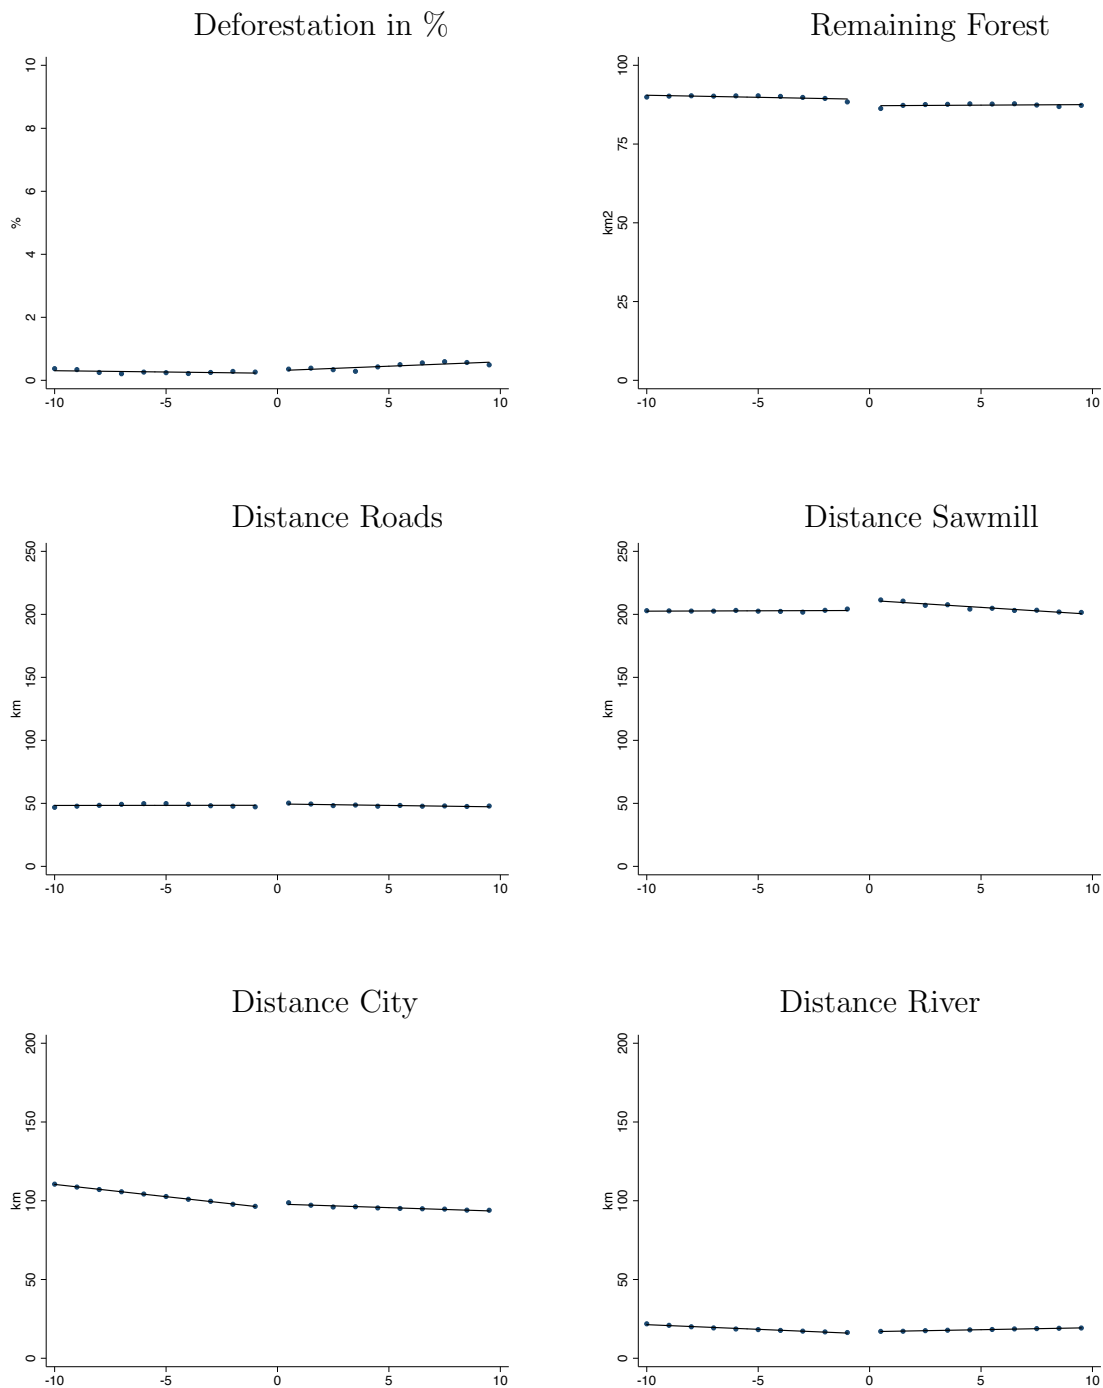 Deforestation in %
10
8
6
4
2
0
%
-10 -5 0 5 10
Remaining Forest
100
75
50
25
0
km2
-10 -5 0 5 10
Distance Roads
250
200
150
100
50
0
km
-10 -5 0 5 10
Distance Sawmill
250
200
150
100
50
0
km
-10 -5 0 5 10
Distance City
200
150
100
50
0
km
-10 -5 0 5 10
Distance River
200
150
100
50
0
km
-10 -5 0 5 10